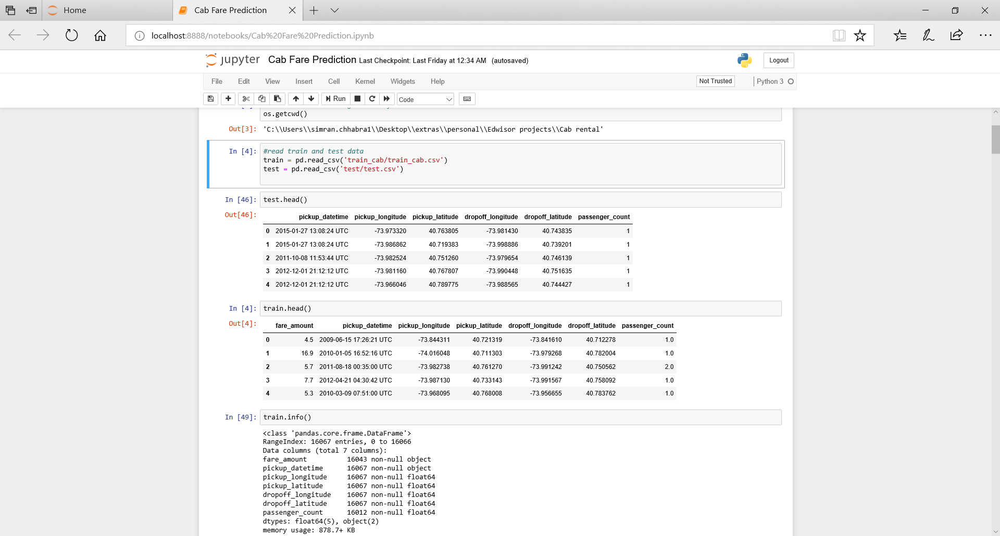 Home
Cab Fare Prediction
localhost:8888/notebooks/Cab%20Fare%20Prediction.ipynb
jupyter Cab Fare Prediction Last Checkpoint: Last Friday at 12:34 AM (autosaved)
Logout
File Edit View Insert Cell Kernel Widgets Help
Not Trusted
Python 3
Run
Code
os.getcwd()
Out[3]: 'C:\\Users\\simran.chhabra1\\Desktop\\extras\\personal\\Edwisor projects\\Cab rental'
In [4]: #read train and test data
train = pd.read_csv('train_cab/train_cab.csv')
test = pd.read_csv('test/test.csv')
In [46]: test.head()
Out[46]:
pickup_datetime pickup_longitude pickup_latitude dropoff_longitude dropoff_latitude passenger_count
0 2015-01-27 13:08:24 UTC -73.973320 40.763805 -73.981430 40.743835 1
1 2015-01-27 13:08:24 UTC -73.986862 40.719383 -73.998886 40.739201 1
2 2011-10-08 11:53:44 UTC -73.982524 40.751260 -73.979654 40.746139 1
3 2012-12-01 21:12:12 UTC -73.981160 40.767807 -73.990448 40.751635 1
4 2012-12-01 21:12:12 UTC -73.966046 40.789775 -73.988565 40.744427 1
In [4]: train.head()
Out[4]:
fare_amount pickup_datetime pickup_longitude pickup_latitude dropoff_longitude dropoff_latitude passenger_count
0 4.5 2009-06-15 17:26:21 UTC -73.844311 40.721319 -73.841610 40.712278 1.0
1 16.9 2010-01-05 16:52:16 UTC -74.016048 40.711303 -73.979268 40.782004 1.0
2 5.7 2011-08-18 00:35:00 UTC -73.982738 40.761270 -73.991242 40.750562 2.0
3 7.7 2012-04-21 04:30:42 UTC -73.987130 40.733143 -73.991567 40.758092 1.0
4 5.3 2010-03-09 07:51:00 UTC -73.968095 40.768008 -73.956655 40.783762 1.0
In [49]: train.info()
<class 'pandas.core.frame.DataFrame'>
RangeIndex: 16067 entries, 0 to 16066
Data columns (total 7 columns):
fare_amount 16043 non-null object
pickup_datetime 16067 non-null object
pickup_longitude 16067 non-null float64
pickup_latitude 16067 non-null float64
dropoff_longitude 16067 non-null float64
dropoff_latitude 16067 non-null float64
passenger_count 16012 non-null float64
dtypes: float64(5), object(2)
memory usage: 878.7+ KB